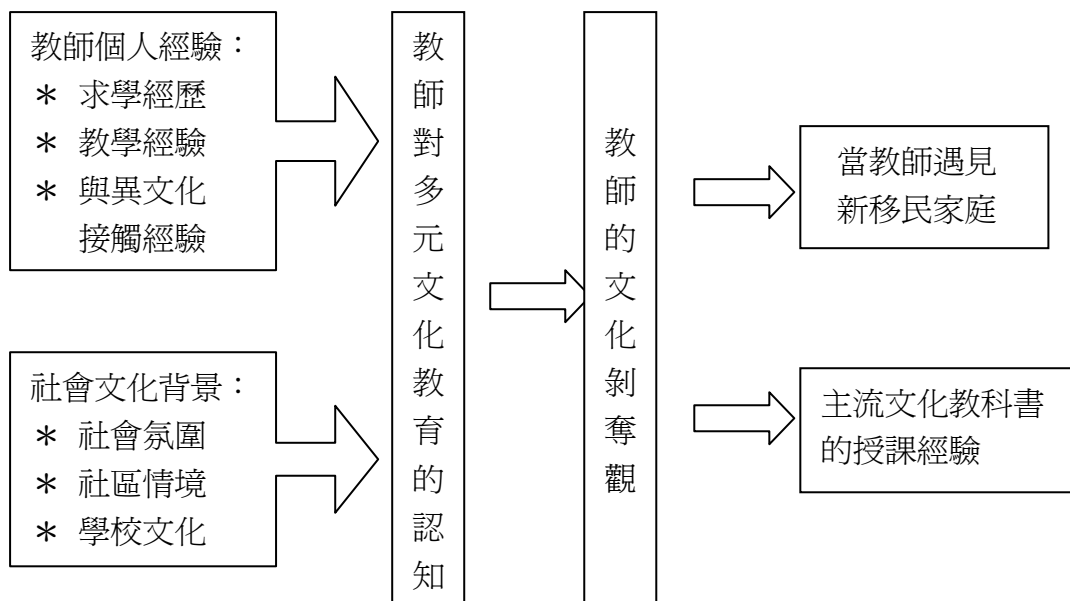 教師個人經驗：
＊ 求學經歷
＊ 教學經驗
＊ 與異文化
接觸經驗
社會文化背景：
＊ 社會氛圍
＊ 社區情境
＊ 學校文化
教師對多元文化教育的認知
教師的文化剝奪觀
當教師遇見
新移民家庭
主流文化教科書
的授課經驗